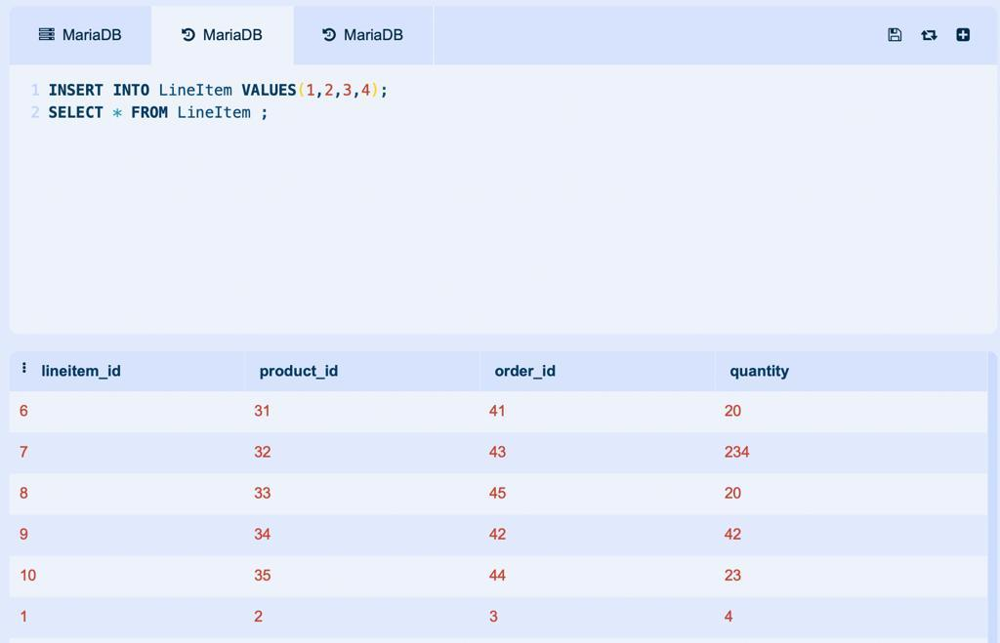 MariaDB MariaDB MariaDB
1 INSERT INTO LineItem VALUES(1,2,3,4);
2 SELECT * FROM LineItem ;
lineitem_id product_id order_id quantity
6 31 41 20
7 32 43 234
8 33 45 20
9 34 42 42
10 35 44 23
1 2 3 4